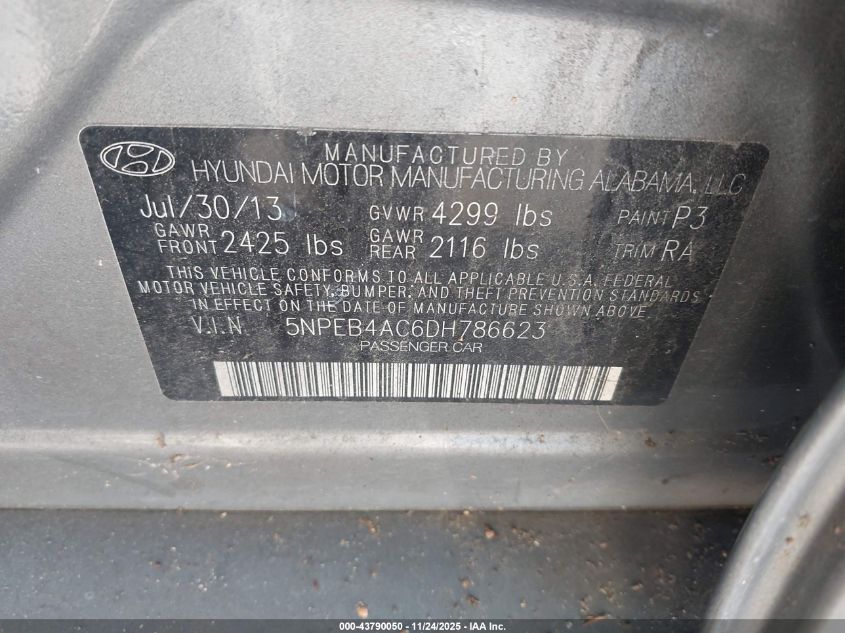 MANUFACTURED BY
HYUNDAI MOTOR MANUFACTURING ALABAMA, LLC
Jul/30/13 GVWR 4299 lbs PAINT P3
GAWR FRONT 2425 lbs GAWR REAR 2116 lbs TRIM RA
THIS VEHICLE CONFORMS TO ALL APPLICABLE U.S.A. FEDERAL
MOTOR VEHICLE SAFETY, BUMPER, AND THEFT PREVENTION STANDARDS
IN EFFECT ON THE DATE OF MANUFACTURE SHOWN ABOVE.
V.I.N 5NPEB4AC6DH786623
PASSENGER CAR
000-43790050 - 11/24/2025 - IAA Inc.